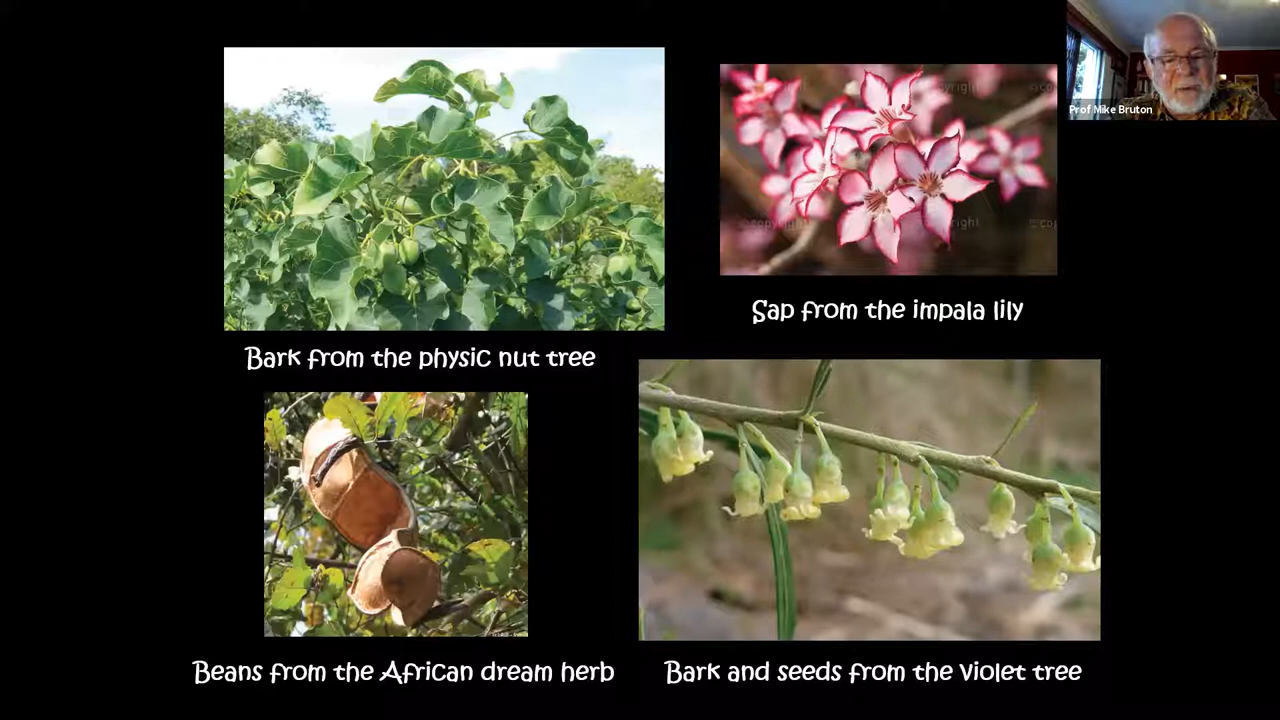 Prof Mike Bruton
Sap from the impala lily
Bark from the physic nut tree
Beans from the African dream herb
Bark and seeds from the violet tree